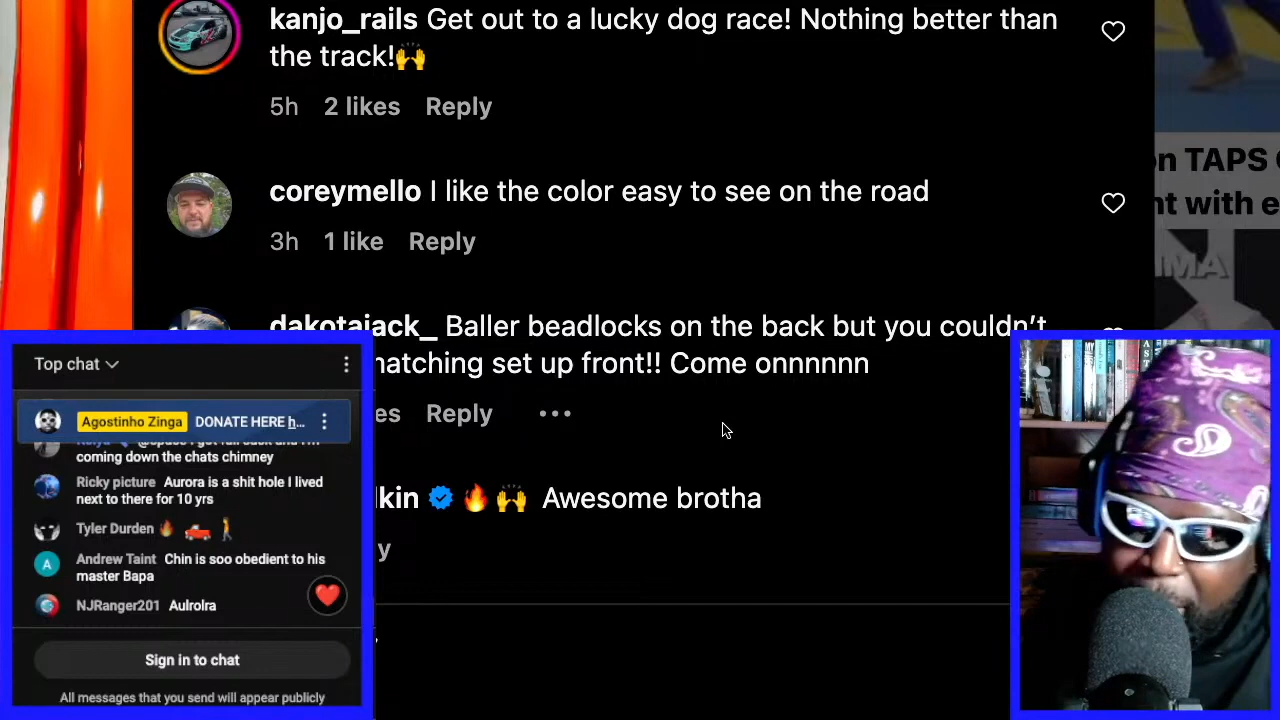 kanjo_rails Get out to a lucky dog race! Nothing better than
the track!🙌
5h 2 likes Reply
coreymello I like the color easy to see on the road
3h 1 like Reply
dakotajack_ Baller beadlocks on the back but you couldn't
matching set up front!! Come onnnnnn
es Reply •••
lkin 🔥🙌 Awesome brotha
y
on TAPS
nt with e
MMA
Top chat
Agostinho Zinga DONATE HERE h...
coming down the chats chimney
Ricky picture Aurora is a shit hole I lived
next to there for 10 yrs
Tyler Durden 🔥 🛻 🚶
A Andrew Taint Chin is soo obedient to his
master Bapa
NJRanger201 Aulrolra
Sign in to chat
All messages that you send will appear publicly